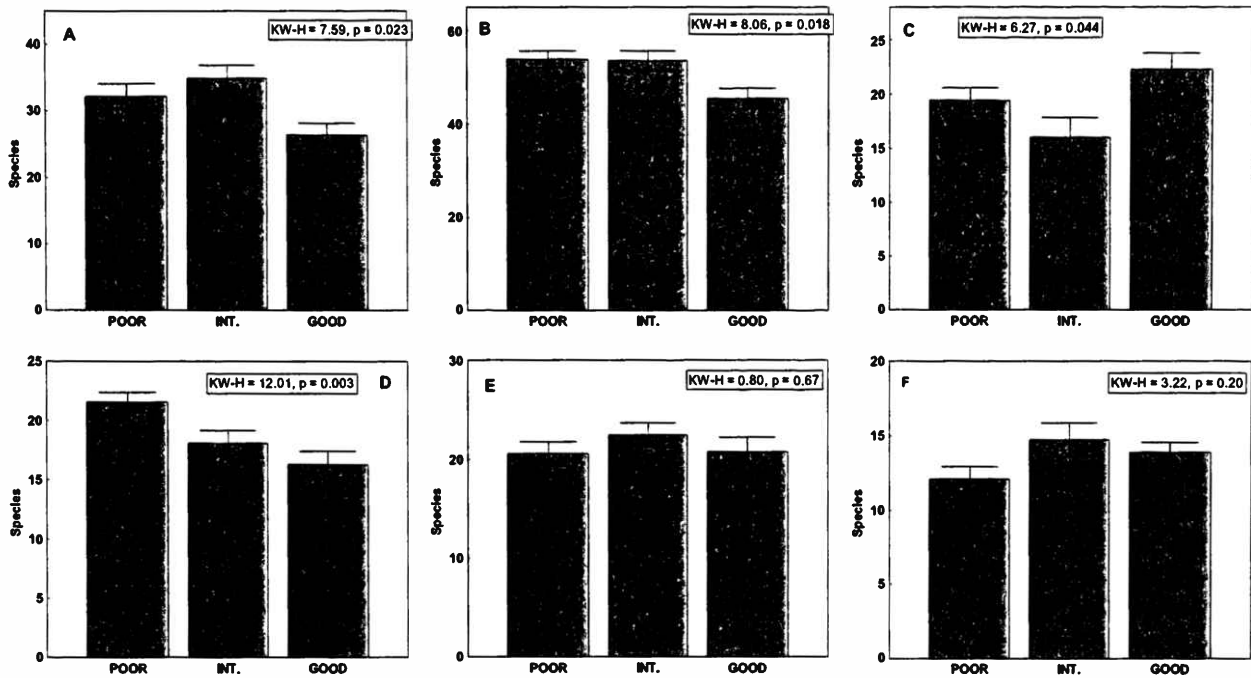 A
KW-H = 7.59, p = 0.023
Species
40
30
20
10
0
POOR INT. GOOD
B
KW-H = 8.06, p = 0.018
Species
60
40
20
0
POOR INT. GOOD
C
KW-H = 6.27, p = 0.044
Species
25
20
15
10
5
0
POOR INT. GOOD
KW-H = 12.01, p = 0.003
D
Species
25
20
15
10
5
0
POOR INT. GOOD
E
KW-H = 0.80, p = 0.67
Species
30
20
10
0
POOR INT. GOOD
F
KW-H = 3.22, p = 0.20
Species
20
15
10
5
0
POOR INT. GOOD